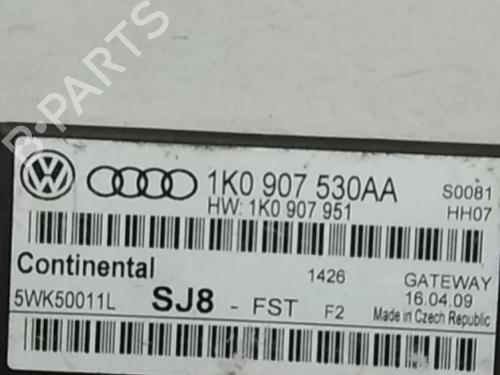 B-PARTS
1K0 907 530AA S0081
HW: 1K0 907 951 HH07
Continental 1426 GATEWAY
5WK50011L SJ8 - FST F2 16.04.09
Made in Czech Republic